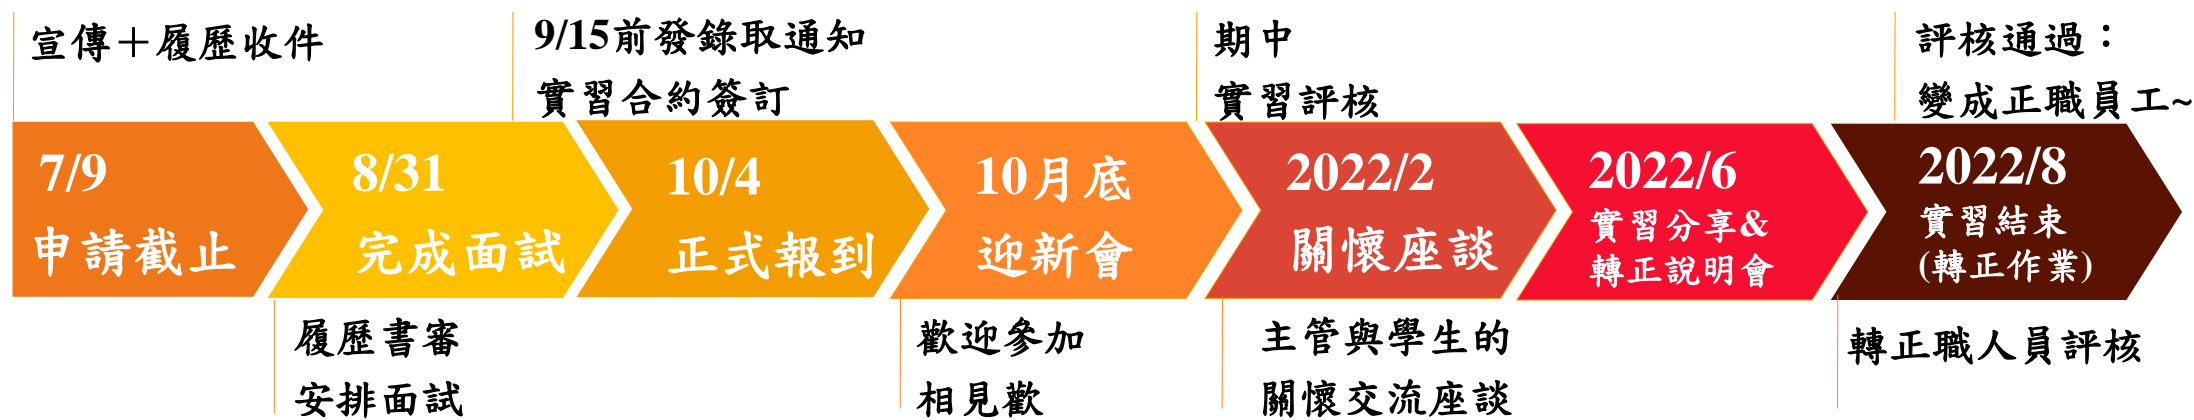 宣傳＋履歷收件
9/15前發錄取通知
實習合約簽訂
期中
實習評核
評核通過：
變成正職員工~
7/9
申請截止
8/31
完成面試
10/4
正式報到
10月底
迎新會
2022/2
關懷座談
2022/6
實習分享&
轉正說明會
2022/8
實習結束
(轉正作業)
履歷書審
安排面試
歡迎參加
相見歡
主管與學生的
關懷交流座談
轉正職人員評核